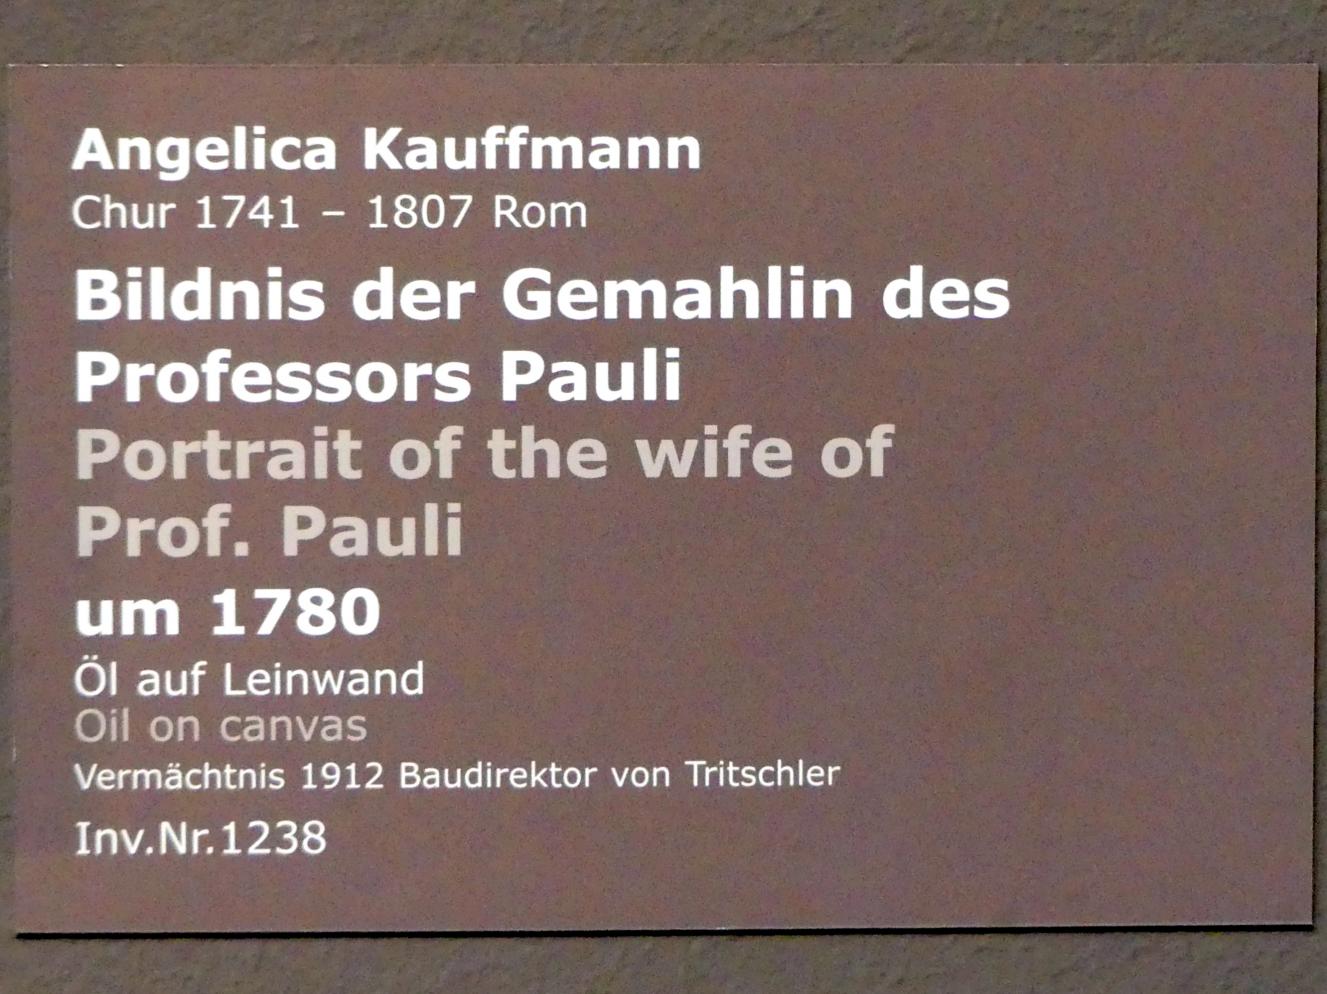 Angelica Kauffmann
Chur 1741 – 1807 Rom
Bildnis der Gemahlin des
Professors Pauli
Portrait of the wife of
Prof. Pauli
um 1780
Öl auf Leinwand
Oil on canvas
Vermächtnis 1912 Baudirektor von Tritschler
Inv.Nr.1238